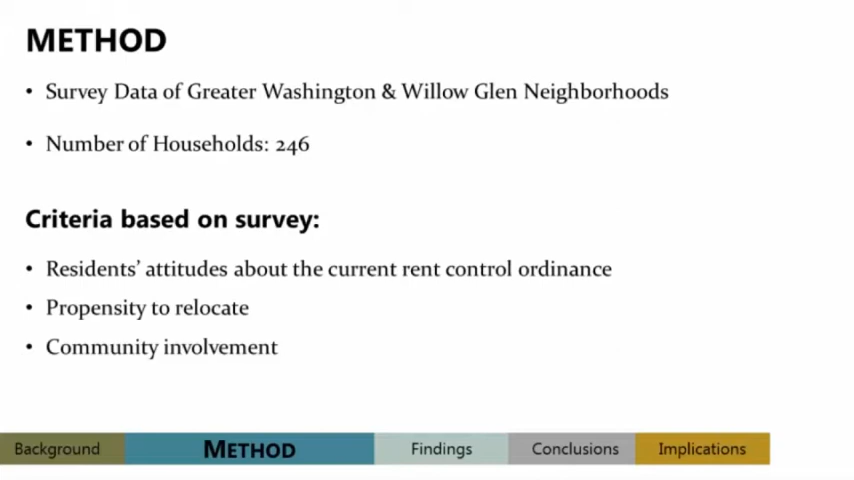 METHOD
• Survey Data of Greater Washington & Willow Glen Neighborhoods
• Number of Households: 246
Criteria based on survey:
• Residents' attitudes about the current rent control ordinance
• Propensity to relocate
• Community involvement
Background METHOD Findings Conclusions Implications